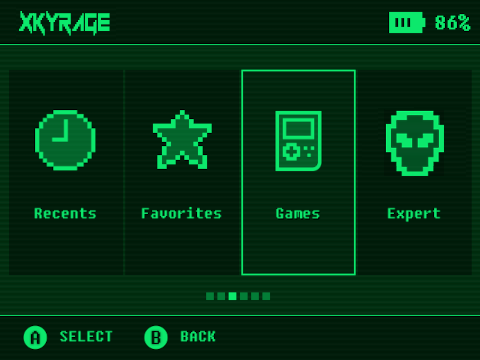 XKYRAGE
86%
Recents
Favorites
Games
Expert
A SELECT B BACK